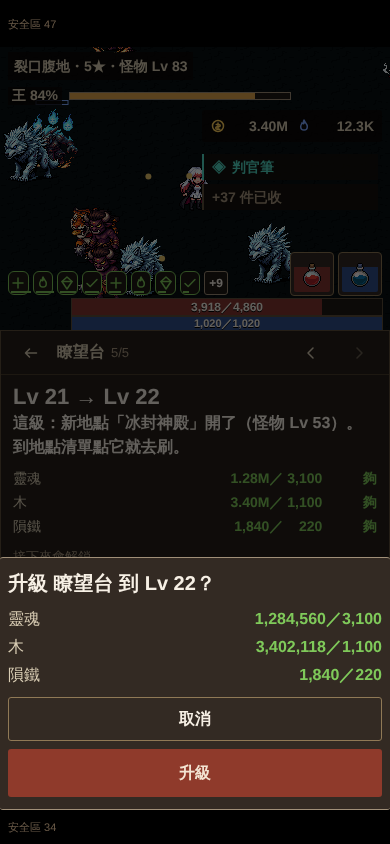 安全區 47
裂口腹地・5★・怪物 Lv 83
王 84%
3.40M 12.3K
判官筆
+37 件已收
+9
3,918／4,860
1,020／1,020
瞭望台 5/5
Lv 21 → Lv 22
這級：新地點「冰封神殿」開了（怪物 Lv 53）。
到地點清單點它就去刷。
靈魂 1.28M／ 3,100 夠
木 3.40M／ 1,100 夠
隕鐵 1,840／ 220 夠
升級 瞭望台 到 Lv 22？
靈魂 1,284,560／3,100
木 3,402,118／1,100
隕鐵 1,840／220
取消
升級
安全區 34